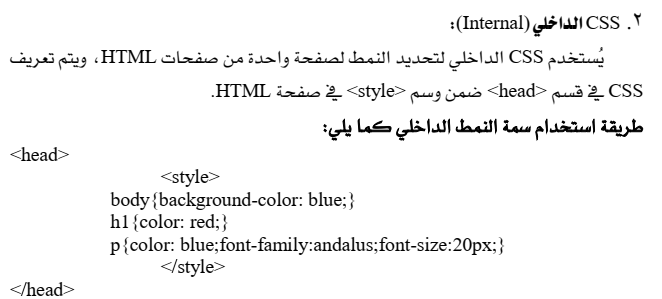 ٢. CSS الداخلي (Internal):
يُستخدم CSS الداخلي لتحديد النمط لصفحة واحدة من صفحات HTML، ويتم تعريف
CSS في قسم <head> ضمن وسم <style> في صفحة HTML.
طريقة استخدام سمة النمط الداخلي كما يلي:
<head>
<style>
body{background-color: blue;}
h1{color: red;}
p{color: blue;font-family:andalus;font-size:20px;}
</style>
</head>